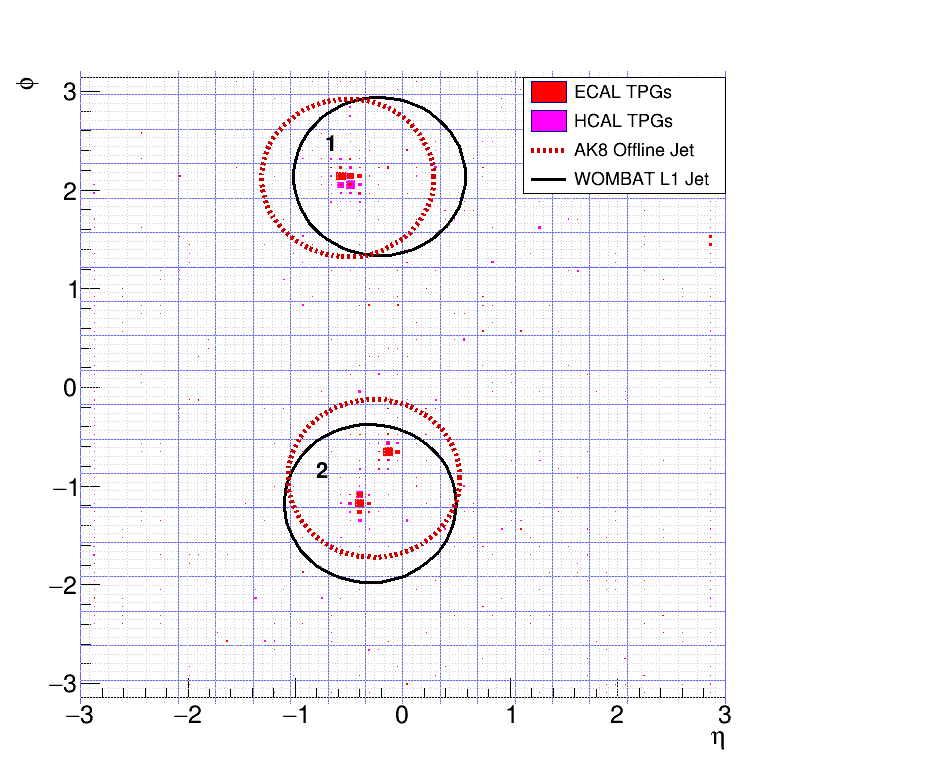 ϕ
3
2
1
0
−1
−2
−3
ECAL TPGs
HCAL TPGs
AK8 Offline Jet
WOMBAT L1 Jet
1
2
−3 −2 −1 0 1 2 3
η